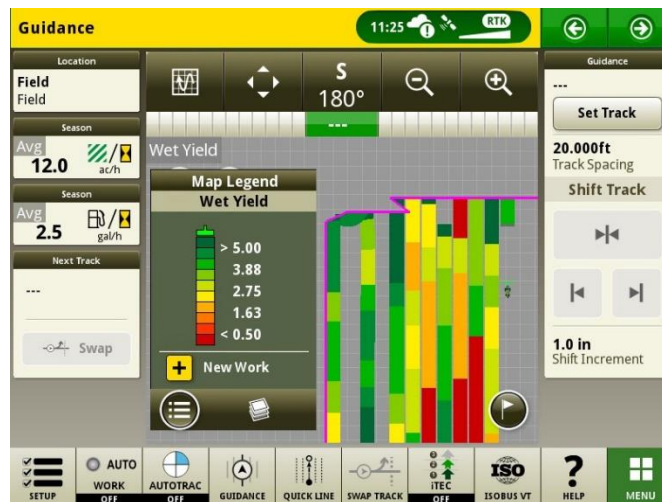 Guidance
11:25
RTK
Location
Field
Field
Season
Avg
12.0
ac/h
Season
Avg
2.5
gal/h
Next Track
---
Swap
S
180°
---
Wet Yield
Map Legend
Wet Yield
> 5.00
3.88
2.75
1.63
< 0.50
New Work
Guidance
---
Set Track
20.000ft
Track Spacing
Shift Track
1.0 in
Shift Increment
SETUP
AUTO
WORK
OFF
AUTOTRAC
OFF
GUIDANCE
QUICK LINE
SWAP TRACK
iTEC
OFF
ISO
ISOBUS VT
?
HELP
MENU